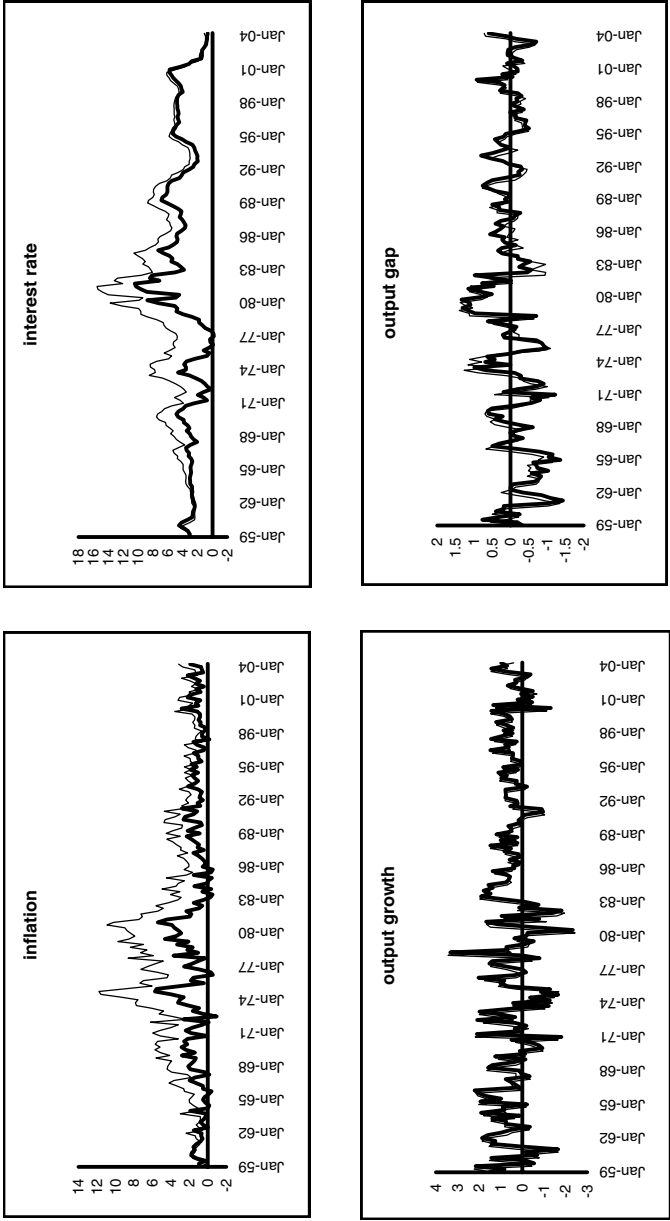 inflation
14
12
10
8
6
4
2
0
-2
Jan-59
Jan-62
Jan-65
Jan-68
Jan-71
Jan-74
Jan-77
Jan-80
Jan-83
Jan-86
Jan-89
Jan-92
Jan-95
Jan-98
Jan-01
Jan-04
interest rate
18
16
14
12
10
8
6
4
2
0
-2
Jan-59
Jan-62
Jan-65
Jan-68
Jan-71
Jan-74
Jan-77
Jan-80
Jan-83
Jan-86
Jan-89
Jan-92
Jan-95
Jan-98
Jan-01
Jan-04
output growth
4
3
2
1
0
-1
-2
-3
Jan-59
Jan-62
Jan-65
Jan-68
Jan-71
Jan-74
Jan-77
Jan-80
Jan-83
Jan-86
Jan-89
Jan-92
Jan-95
Jan-98
Jan-01
Jan-04
output gap
2
1.5
1
0.5
0
-0.5
-1
-1.5
-2
Jan-59
Jan-62
Jan-65
Jan-68
Jan-71
Jan-74
Jan-77
Jan-80
Jan-83
Jan-86
Jan-89
Jan-92
Jan-95
Jan-98
Jan-01
Jan-04